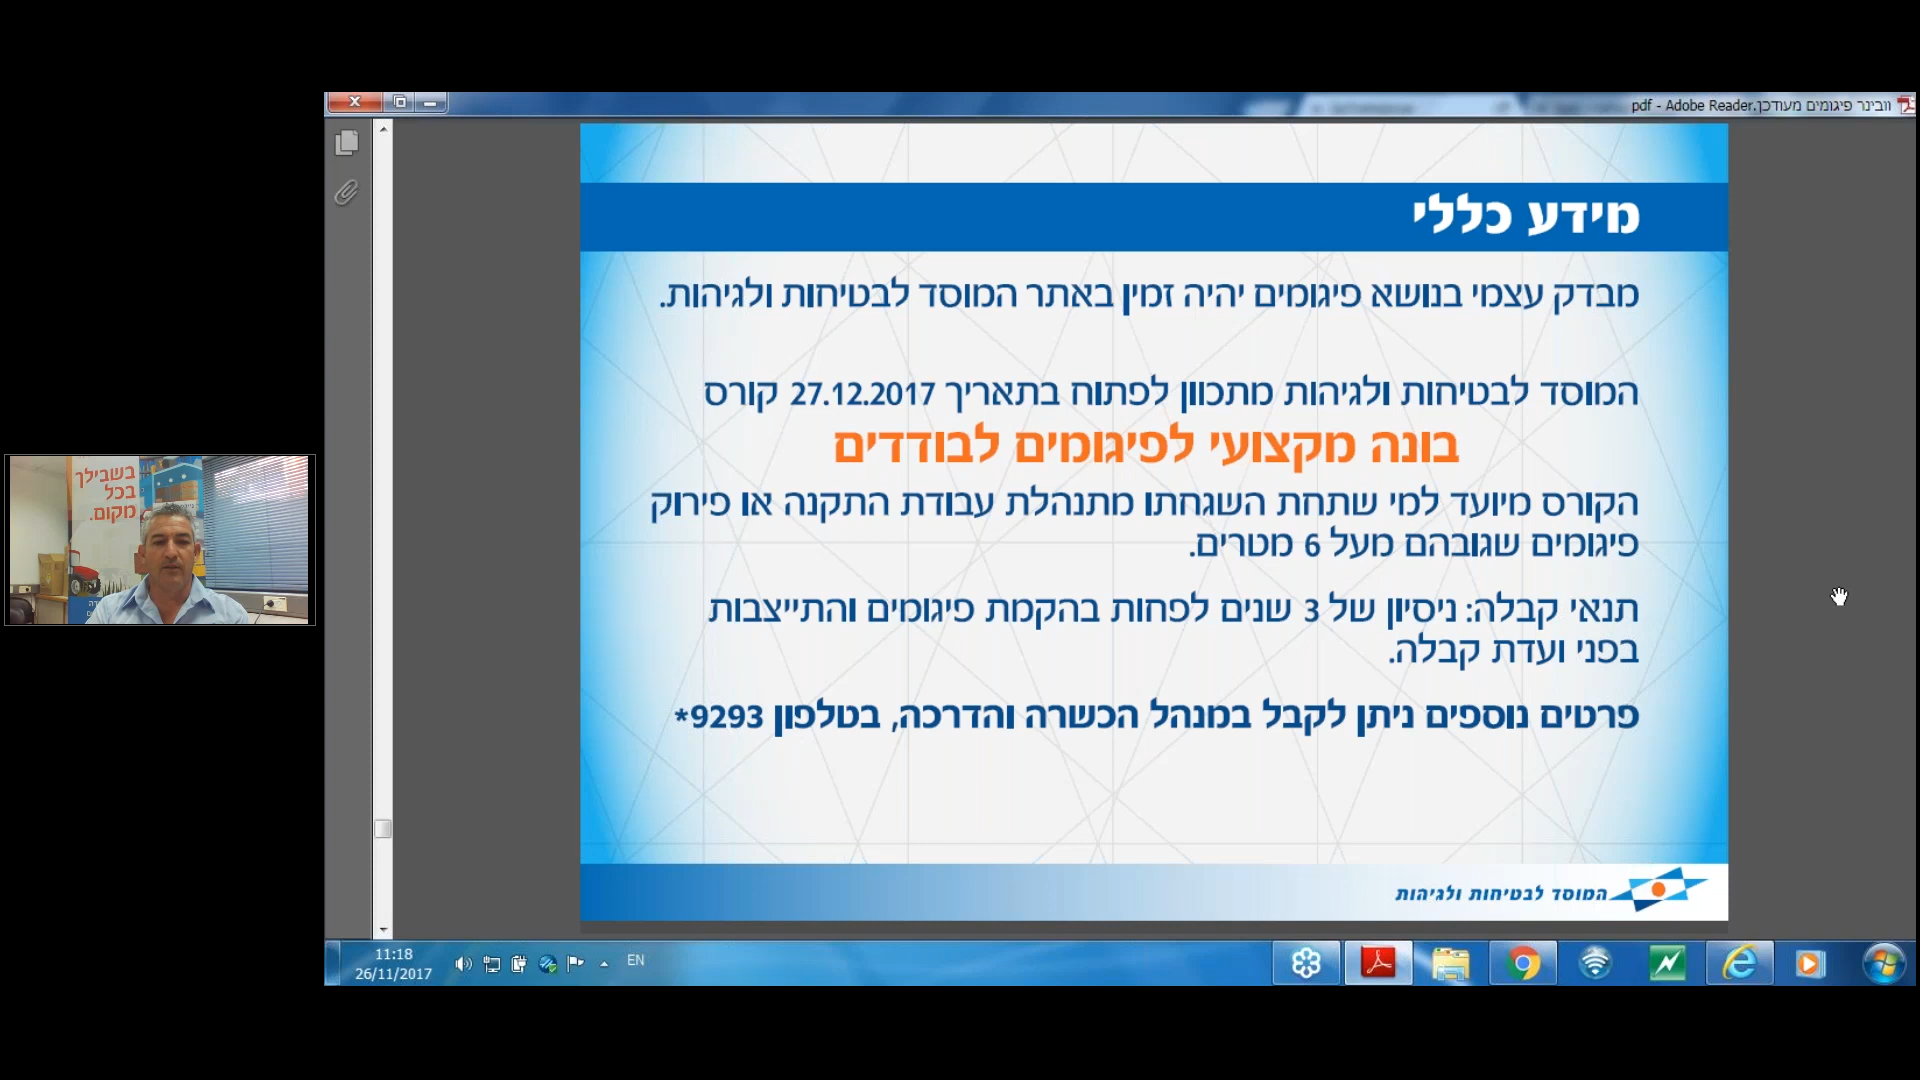 וובינר פיגומים מעודכן.pdf - Adobe Reader
מידע כללי
מבדק עצמי בנושא פיגומים יהיה זמין באתר המוסד לבטיחות ולגיהות.
המוסד לבטיחות ולגיהות מתכוון לפתוח בתאריך 27.12.2017 קורס
בונה מקצועי לפיגומים לבודדים
הקורס מיועד למי שתחת השגחתו מתנהלת עבודת התקנה או פירוק
פיגומים שגובהם מעל 6 מטרים.
תנאי קבלה: ניסיון של 3 שנים לפחות בהקמת פיגומים והתייצבות
בפני ועדת קבלה.
פרטים נוספים ניתן לקבל במנהל הכשרה והדרכה, בטלפון 9293*
המוסד לבטיחות ולגיהות
בשבילך
בכל
מקום.
EN
11:18
26/11/2017